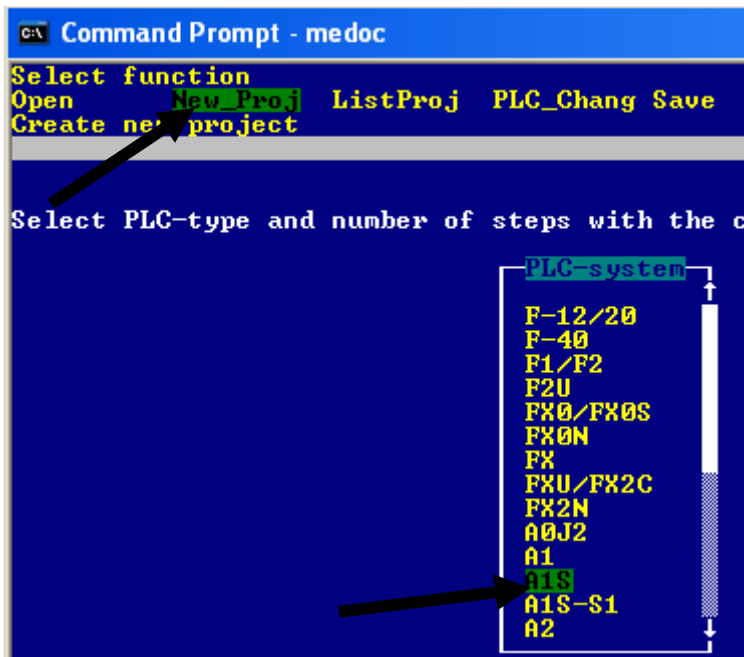 C:\ Command Prompt - medoc
Select function
Open New_Proj ListProj PLC_Chang Save
Create new project
Select PLC-type and number of steps with the c
PLC-system
F-12/20
F-40
F1/F2
F2U
FX0/FX0S
FX0N
FX
FXU/FX2C
FX2N
A0J2
A1
A1S
A1S-S1
A2